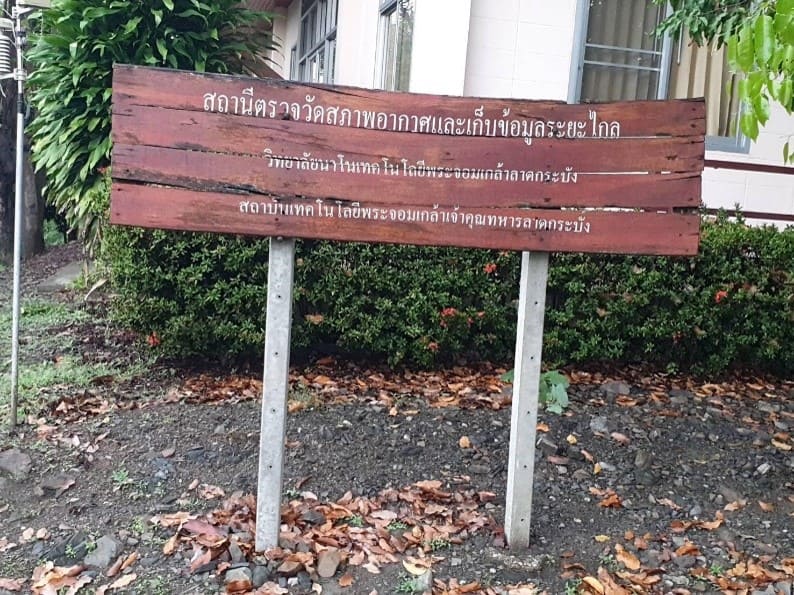 สถานีตรวจวัดสภาพอากาศและเก็บข้อมูลระยะไกล
วิทยาลัยนาโนเทคโนโลยีพระจอมเกล้าลาดกระบัง
สถาบันเทคโนโลยีพระจอมเกล้าเจ้าคุณทหารลาดกระบัง